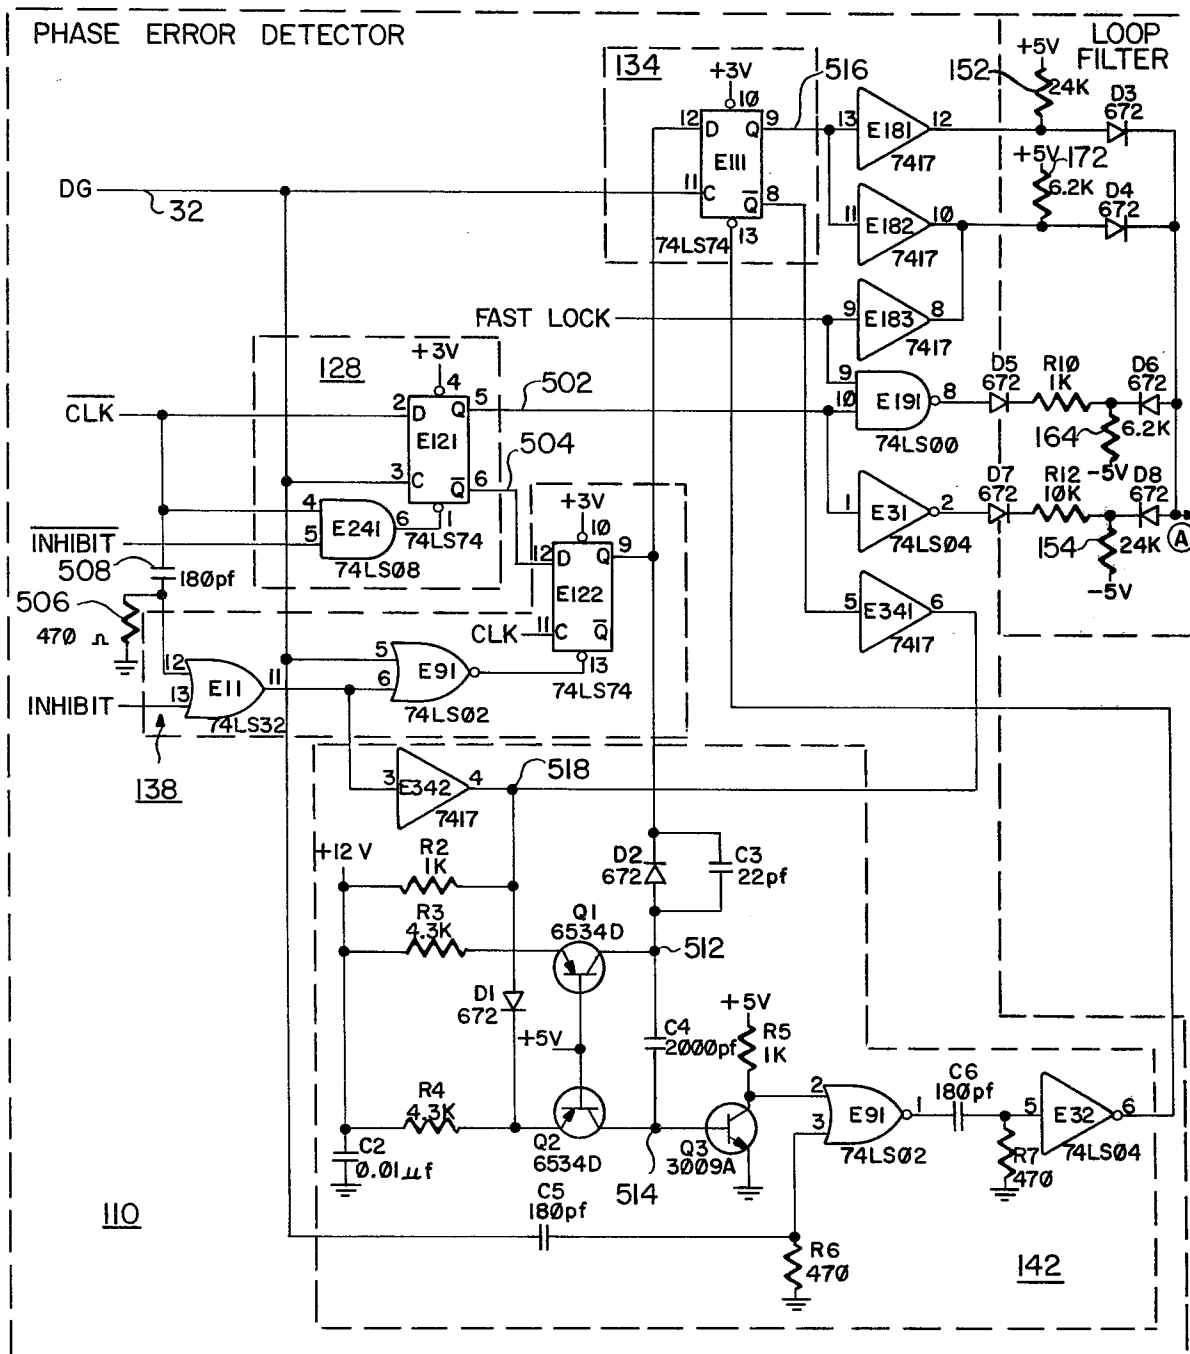 PHASE ERROR DETECTOR
LOOP
FILTER
134
+3V
10
516
152
+5V
24K
D3
672
12
D
Q
9
E111
13
E181
12
7417
+5V
172
6.2K
DG
32
11
C
Q̅
8
D4
672
11
E182
10
7417
74LS74
13
FAST LOCK
9
E183
8
7417
128
+3V
4
502
9
10
E191
8
74LS00
D5
672
R10
1K
D6
672
C̅L̅K̅
2
D
Q
5
E121
504
164
6.2K
-5V
3
C
Q̅
6
1
74LS74
4
5
E241
6
74LS08
I̅N̅H̅I̅B̅I̅T̅
+3V
10
1
E31
2
74LS04
D7
672
R12
10K
D8
672
A
154
24K
-5V
508
180pf
12
D
Q
9
E122
CLK
11
C
Q̅
13
74LS74
5
E341
6
7417
506
470 Ω
12
13
E11
11
74LS32
5
6
E91
74LS02
INHIBIT
138
3
E342
4
7417
518
+12 V
R2
1K
D2
672
C3
22pf
R3
4.3K
Q1
6534D
512
D1
672
+5V
C4
2000pf
+5V
R5
1K
R4
4.3K
Q2
6534D
Q3
3009A
2
3
E91
1
74LS02
C6
180pf
5
E32
6
74LS04
R7
470
C2
0.01µf
514
C5
180pf
110
R6
470
142